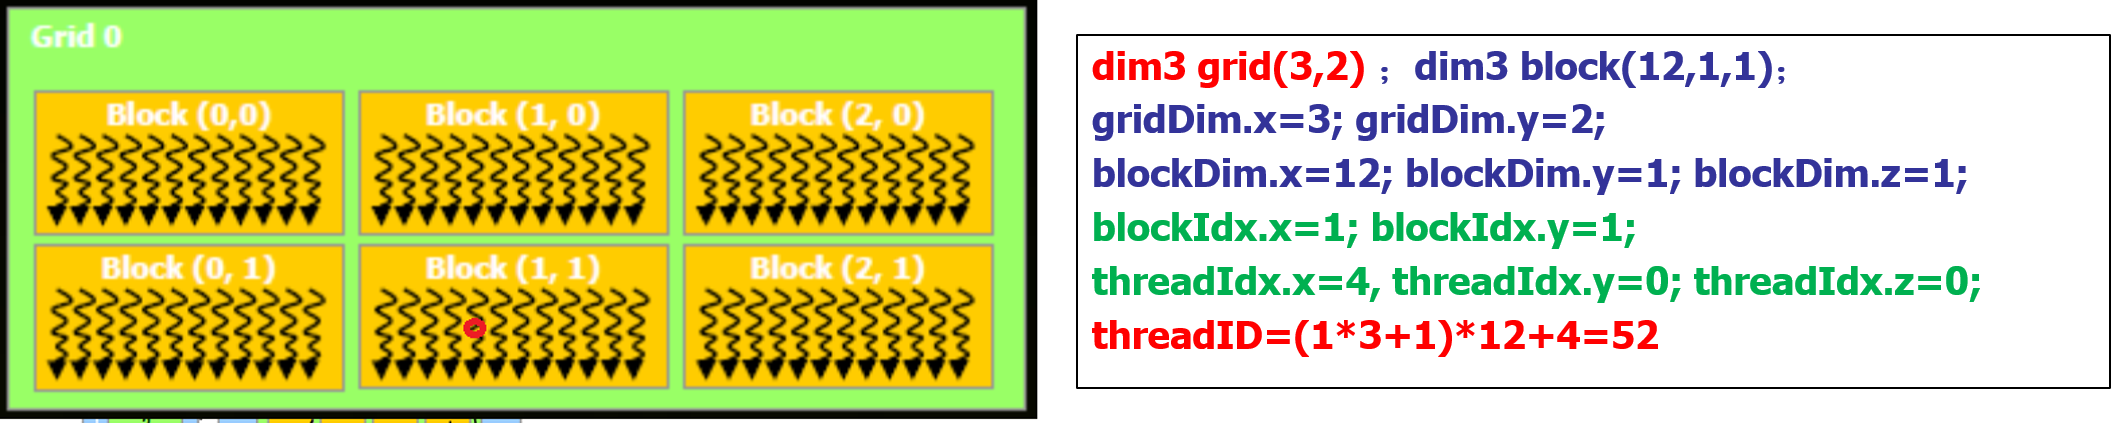 Grid 0
Block (0,0) Block (1, 0) Block (2, 0)
Block (0, 1) Block (1, 1) Block (2, 1)
dim3 grid(3,2) ；dim3 block(12,1,1)；
gridDim.x=3; gridDim.y=2;
blockDim.x=12; blockDim.y=1; blockDim.z=1;
blockIdx.x=1; blockIdx.y=1;
threadIdx.x=4, threadIdx.y=0; threadIdx.z=0;
threadID=(1*3+1)*12+4=52